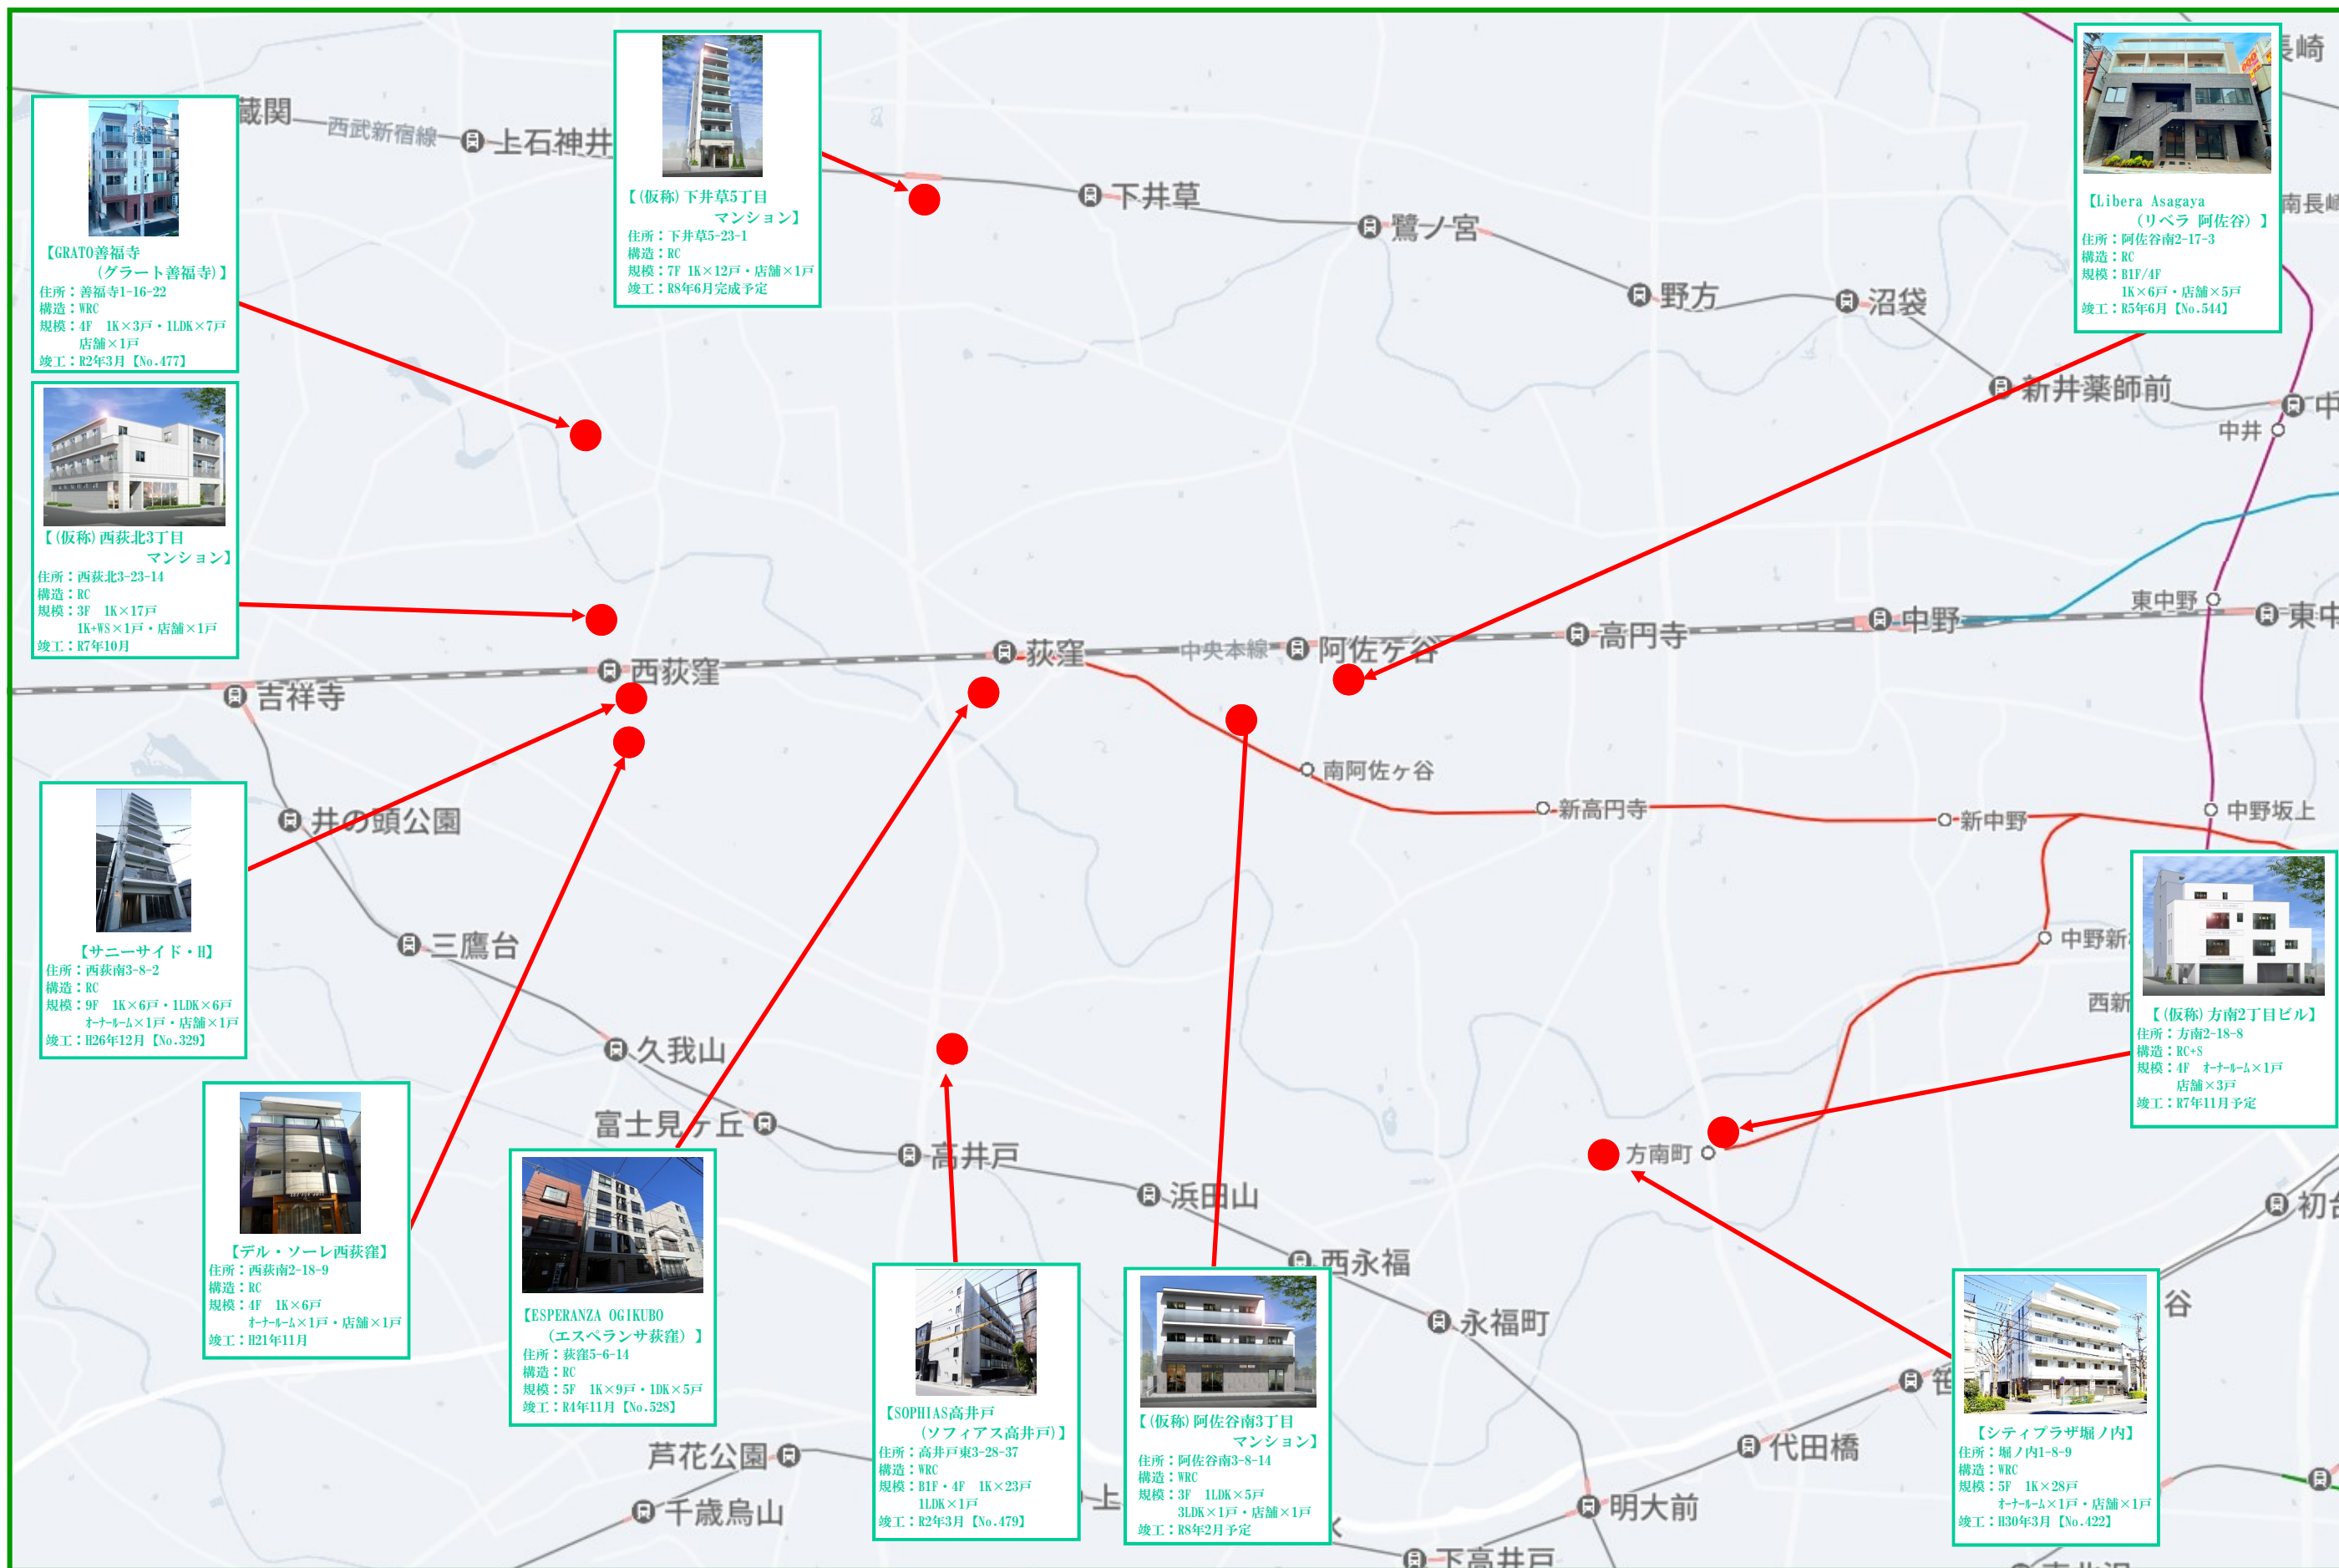 【GRATO善福寺
(グラート善福寺)】
住所：善福寺1-16-22
構造：WRC
規模：4F 1K×3戸・1LDK×7戸
店舗×1戸
竣工：R2年3月【No.477】
【(仮称)西荻北3丁目
マンション】
住所：西荻北3-23-14
構造：RC
規模：3F 1K×17戸
1K+WS×1戸・店舗×1戸
竣工：R7年10月
【サニーサイド・H】
住所：西荻南3-8-2
構造：RC
規模：9F 1K×6戸・1LDK×6戸
オーナールーム×1戸・店舗×1戸
竣工：H26年12月【No.329】
【デル・ソーレ西荻窪】
住所：西荻南2-18-9
構造：RC
規模：4F 1K×6戸
オーナールーム×1戸・店舗×1戸
竣工：H21年11月
【ESPERANZA OGIKUBO
（エスペランサ荻窪）】
住所：荻窪5-6-14
構造：RC
規模：5F 1K×9戸・1DK×5戸
竣工：R4年11月【No.528】
【SOPHIAS高井戸
(ソフィアス高井戸)】
住所：高井戸東3-28-37
構造：WRC
規模：B1F・4F 1K×23戸
1LDK×1戸
竣工：R2年3月【No.479】
【(仮称)阿佐谷南3丁目
マンション】
住所：阿佐谷南3-8-14
構造：WRC
規模：3F 1LDK×5戸
3LDK×1戸・店舗×1戸
竣工：R8年2月予定
【シティプラザ堀ノ内】
住所：堀ノ内1-8-9
構造：WRC
規模：5F 1K×28戸
オーナールーム×1戸・店舗×1戸
竣工：H30年3月【No.422】
【(仮称)方南2丁目ビル】
住所：方南2-18-8
構造：RC+S
規模：4F オーナールーム×1戸
店舗×3戸
竣工：R7年11月予定
【Libera Asagaya
（リベラ 阿佐谷）】
住所：阿佐谷南2-17-3
構造：RC
規模：B1F/4F
1K×6戸・店舗×5戸
竣工：R5年6月【No.544】
【(仮称)下井草5丁目
マンション】
住所：下井草5-23-1
構造：RC
規模：7F 1K×12戸・店舗×1戸
竣工：R8年6月完成予定
蔵関
西武新宿線
上石神井
下井草
鷺ノ宮
野方
沼袋
新井薬師前
中
中井
長崎
南長崎
東中野
東中
中野
高円寺
阿佐ケ谷
中央本線
荻窪
西荻窪
吉祥寺
南阿佐ヶ谷
新高円寺
新中野
中野坂上
中野新
西新
方南町
井の頭公園
三鷹台
久我山
富士見ヶ丘
高井戸
浜田山
西永福
永福町
明大前
代田橋
下高井戸
芦花公園
千歳烏山
上
笹
谷
初台